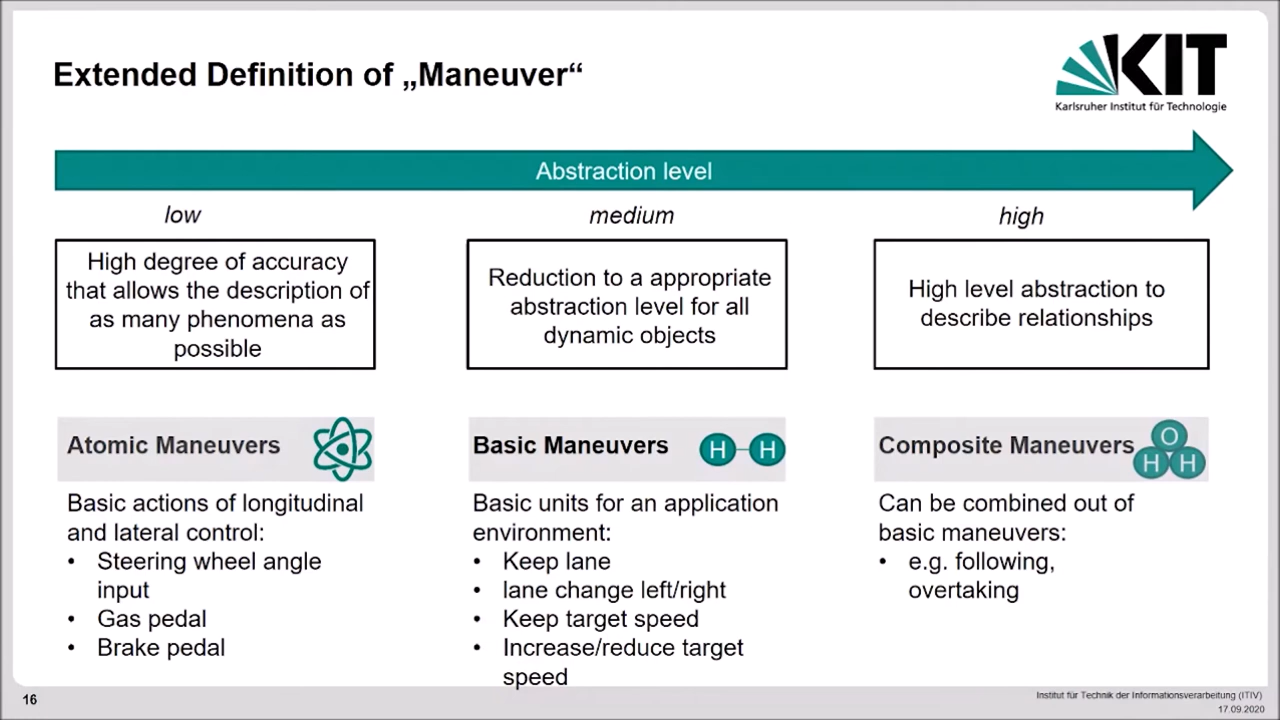 Extended Definition of „Maneuver“
KIT
Karlsruher Institut für Technologie
Abstraction level
low
medium
high
High degree of accuracy
that allows the description of
as many phenomena as
possible
Reduction to a appropriate
abstraction level for all
dynamic objects
High level abstraction to
describe relationships
Atomic Maneuvers
Basic actions of longitudinal
and lateral control:
• Steering wheel angle
input
• Gas pedal
• Brake pedal
Basic Maneuvers
H H
Basic units for an application
environment:
• Keep lane
• lane change left/right
• Keep target speed
• Increase/reduce target
speed
Composite Maneuvers
O
H H
Can be combined out of
basic maneuvers:
• e.g. following,
overtaking
16
Institut für Technik der Informationsverarbeitung (ITIV)
17.09.2020